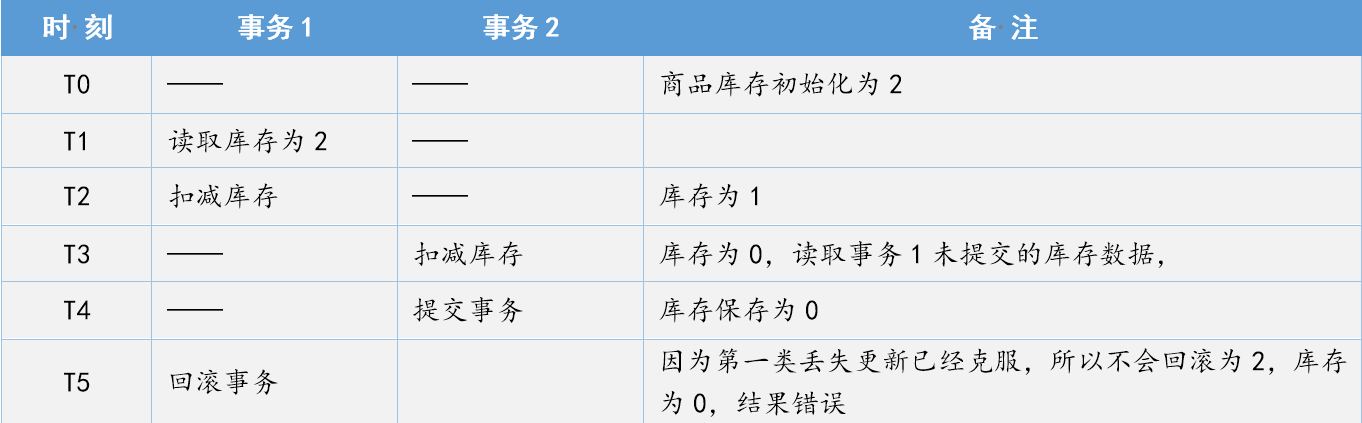 时 刻 事务1 事务2 备 注
T0 —— —— 商品库存初始化为2
T1 读取库存为2 ——
T2 扣减库存 —— 库存为1
T3 —— 扣减库存 库存为0，读取事务1未提交的库存数据，
T4 —— 提交事务 库存保存为0
T5 回滚事务 因为第一类丢失更新已经克服，所以不会回滚为2，库存
为0，结果错误